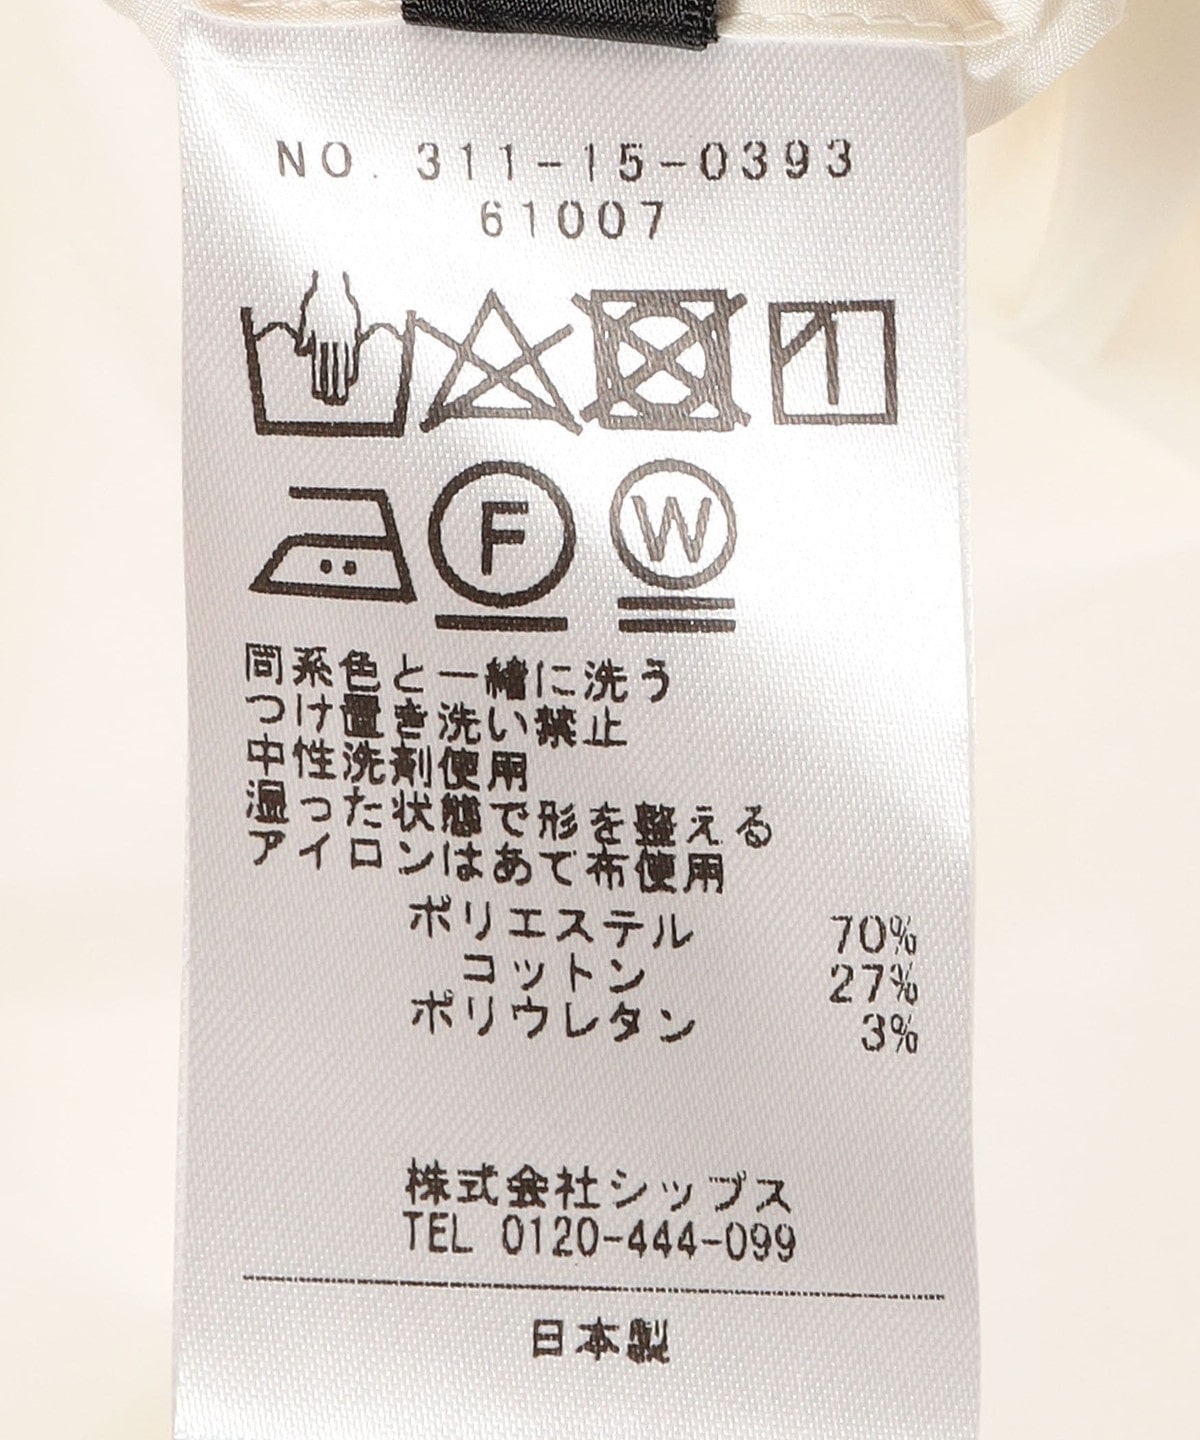 NO. 311-15-0393
61007
F
W
同系色と一緒に洗う
つけ置き洗い禁止
中性洗剤使用
湿った状態で形を整える
アイロンはあて布使用
ポリエステル 70%
コットン 27%
ポリウレタン 3%
株式会社シップス
TEL 0120-444-099
日本製